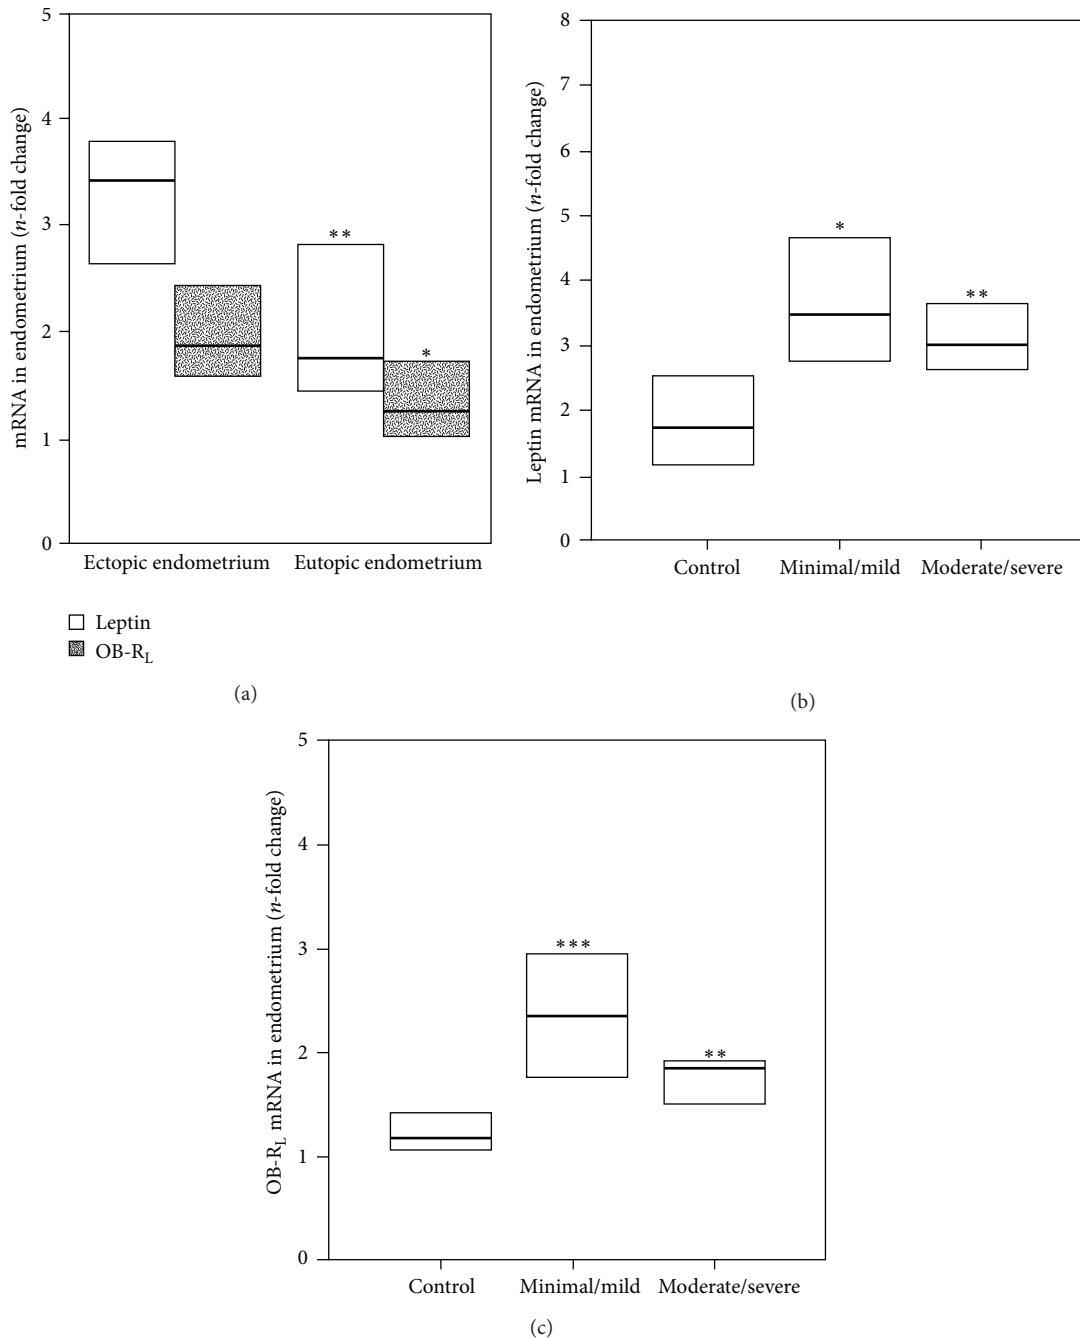 mRNA in endometrium (n-fold change)
5
4
3
2
1
0
**
*
Ectopic endometrium
Eutopic endometrium
Leptin
OB-R_L
(a)
Leptin mRNA in endometrium (n-fold change)
8
7
6
5
4
3
2
1
0
*
**
Control
Minimal/mild
Moderate/severe
(b)
OB-R_L mRNA in endometrium (n-fold change)
5
4
3
2
1
0
***
**
Control
Minimal/mild
Moderate/severe
(c)